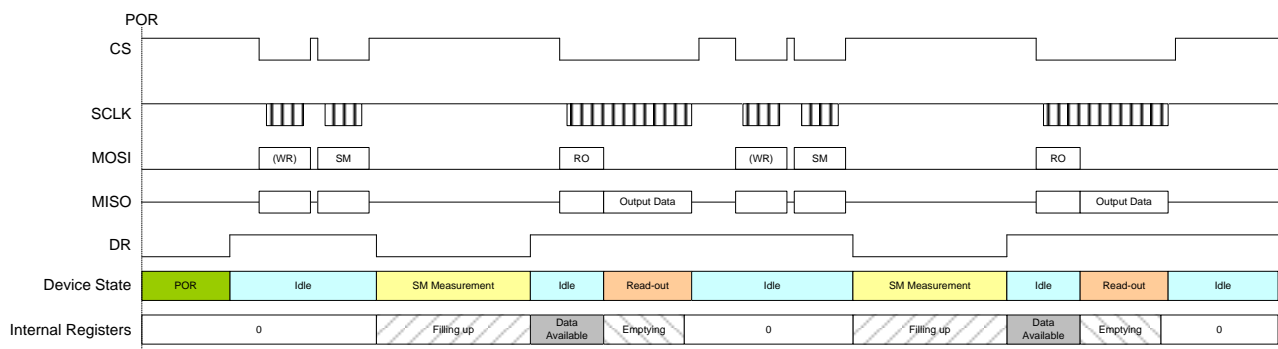 POR
CS
SCLK
MOSI (WR) SM RO (WR) SM RO
MISO Output Data Output Data
DR
Device State POR Idle SM Measurement Idle Read-out Idle SM Measurement Idle Read-out Idle
Internal Registers 0 Filling up Data Available Emptying 0 Filling up Data Available Emptying 0